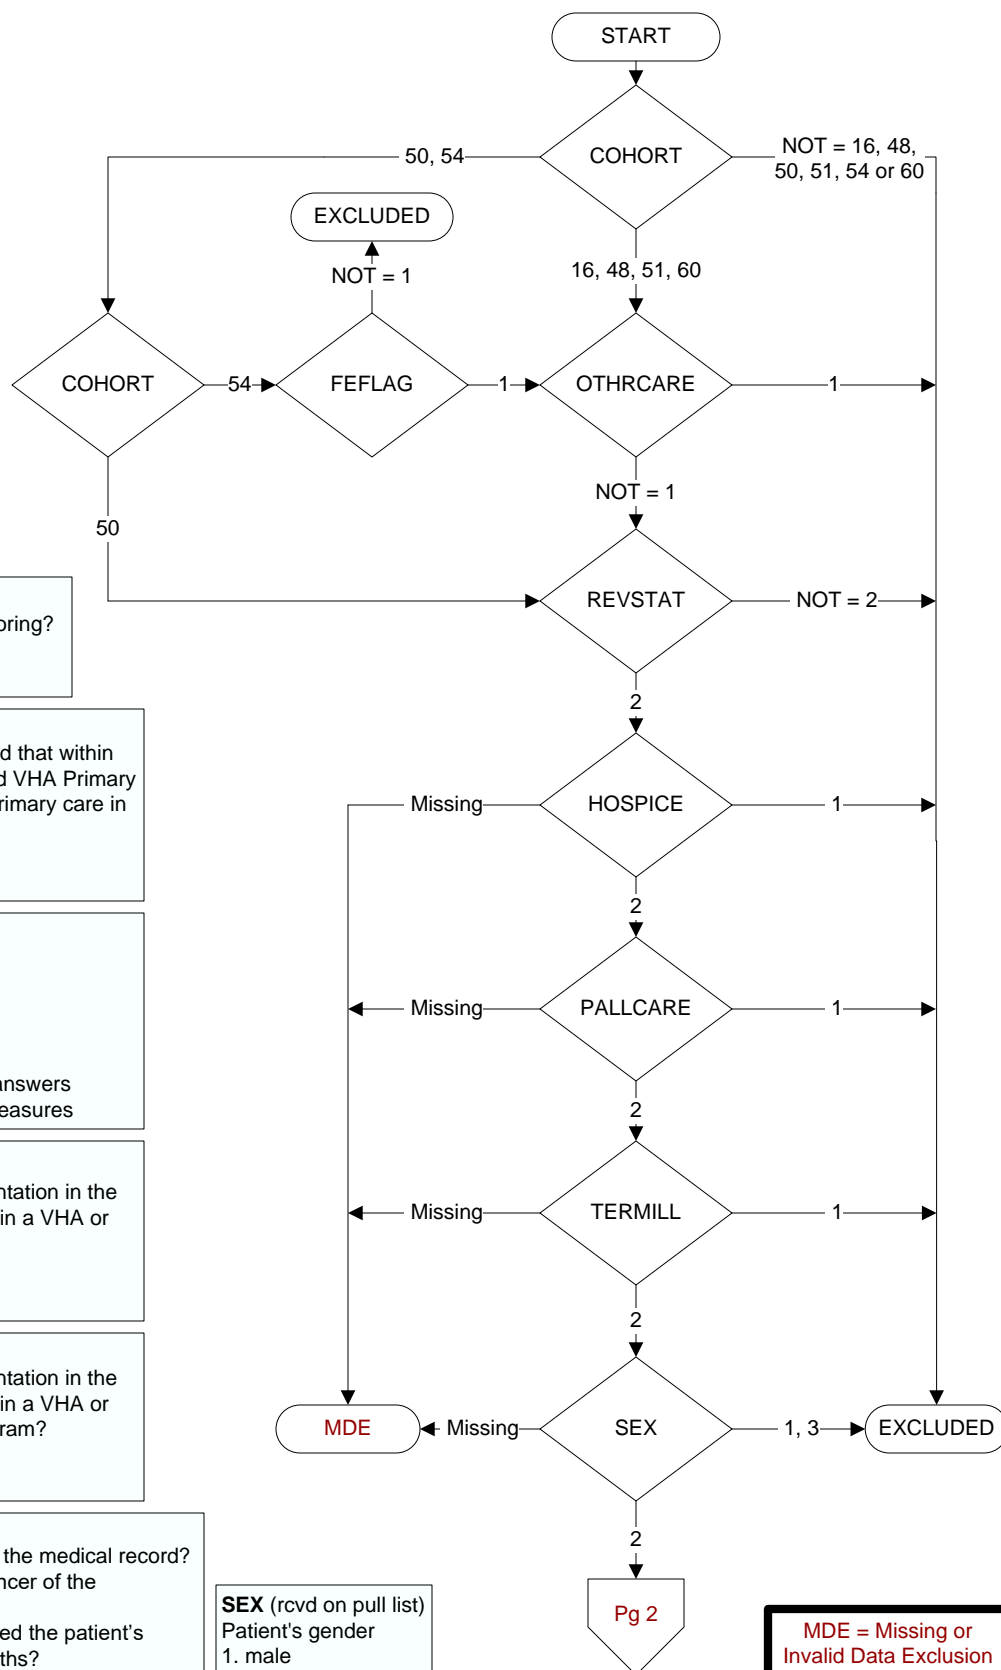 START
COHORT
50, 54
NOT = 16, 48,
50, 51, 54 or 60
EXCLUDED
NOT = 1
16, 48, 51, 60
COHORT
54
FEFLAG
1
OTHRCARE
1
NOT = 1
50
REVSTAT
NOT = 2
oring?
2
d that within
d VHA Primary
rimary care in
Missing
HOSPICE
1
2
Missing
PALLCARE
1
answers
easures
2
ntation in the
in a VHA or
Missing
TERMILL
1
2
ntation in the
in a VHA or
ram?
MDE
Missing
SEX
1, 3
EXCLUDED
2
the medical record?
ncer of the
ed the patient's
ths?
SEX (rcvd on pull list)
Patient's gender
1. male
Pg 2
MDE = Missing or
Invalid Data Exclusion